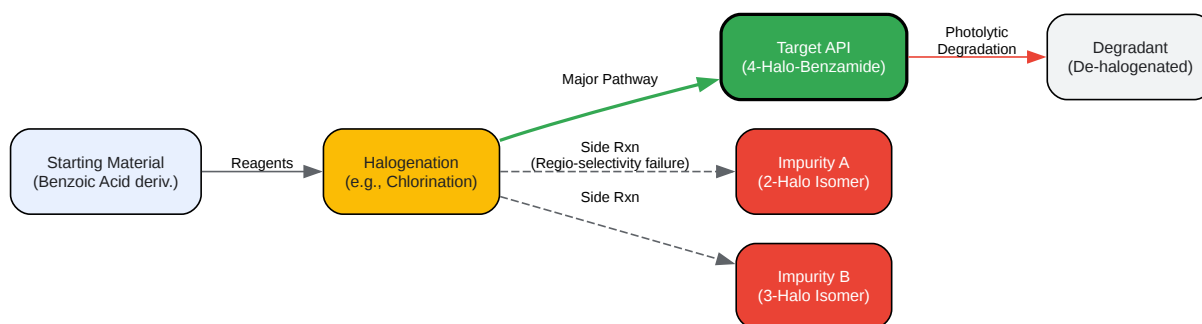 Starting Material
(Benzoic Acid deriv.)
Reagents
Halogenation
(e.g., Chlorination)
Major Pathway
Target API
(4-Halo-Benzamide)
Photolytic
Degradation
Degradant
(De-halogenated)
Side Rxn
(Regio-selectivity failure)
Impurity A
(2-Halo Isomer)
Side Rxn
Impurity B
(3-Halo Isomer)